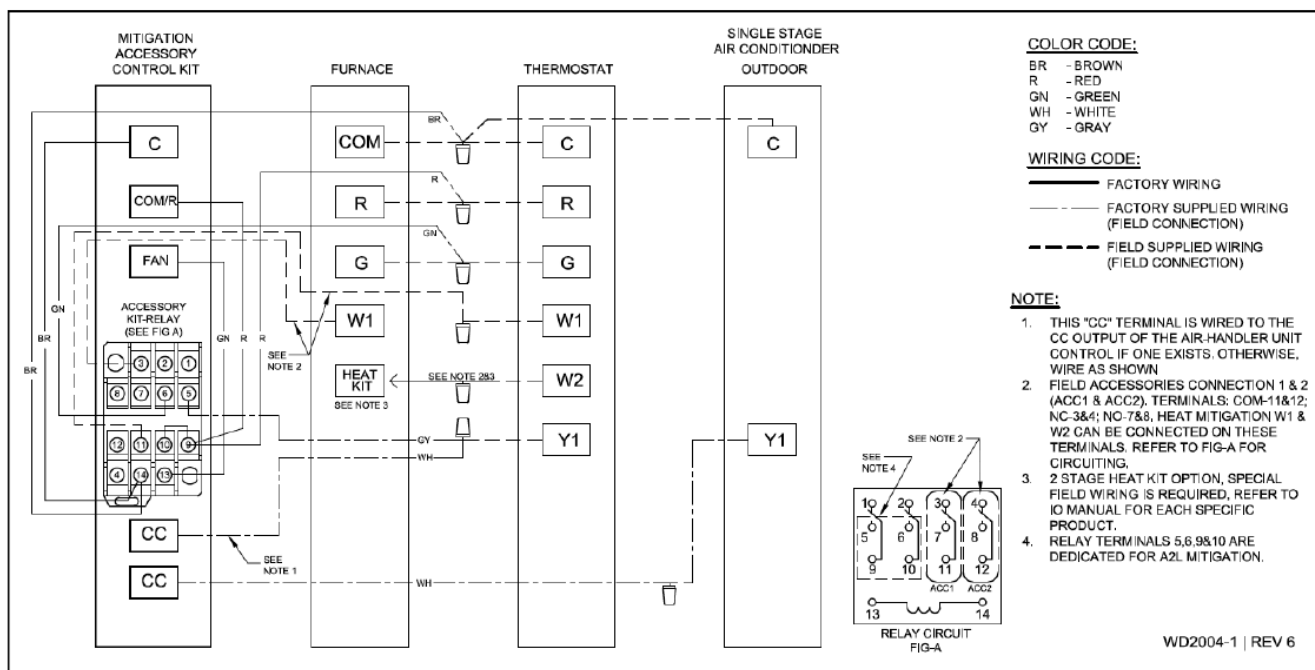 MITIGATION
ACCESSORY
CONTROL KIT
FURNACE
THERMOSTAT
SINGLE STAGE
AIR CONDITIONDER
OUTDOOR
BR
C
COM
C
C
R
COM/R
R
R
GN
FAN
G
G
ACCESSORY
KIT-RELAY
(SEE FIG A)
W1
W1
SEE
NOTE 2
GN
BR
BR
GN
R
R
3
2
1
8
7
6
5
HEAT
KIT
SEE NOTE 2&3
W2
SEE NOTE 3
12
11
10
9
GY
Y1
Y1
WH
4
14
13
CC
SEE
NOTE 1
CC
WH
COLOR CODE:
BR - BROWN
R - RED
GN - GREEN
WH - WHITE
GY - GRAY
WIRING CODE:
FACTORY WIRING
FACTORY SUPPLIED WIRING
(FIELD CONNECTION)
FIELD SUPPLIED WIRING
(FIELD CONNECTION)
NOTE:
1. THIS "CC" TERMINAL IS WIRED TO THE
CC OUTPUT OF THE AIR-HANDLER UNIT
CONTROL IF ONE EXISTS. OTHERWISE,
WIRE AS SHOWN
2. FIELD ACCESSORIES CONNECTION 1 & 2
(ACC1 & ACC2). TERMINALS: COM-11&12;
NC-3&4; NO-7&8, HEAT MITIGATION W1 &
W2 CAN BE CONNECTED ON THESE
TERMINALS. REFER TO FIG-A FOR
CIRCUITING.
3. 2 STAGE HEAT KIT OPTION, SPECIAL
FIELD WIRING IS REQUIRED, REFER TO
IO MANUAL FOR EACH SPECIFIC
PRODUCT.
4. RELAY TERMINALS 5,6,9&10 ARE
DEDICATED FOR A2L MITIGATION.
SEE NOTE 2
SEE
NOTE 4
1 2 3 4
5 6 7 8
9 10 11 12
ACC1 ACC2
13 14
RELAY CIRCUIT
FIG-A
WD2004-1 | REV 6